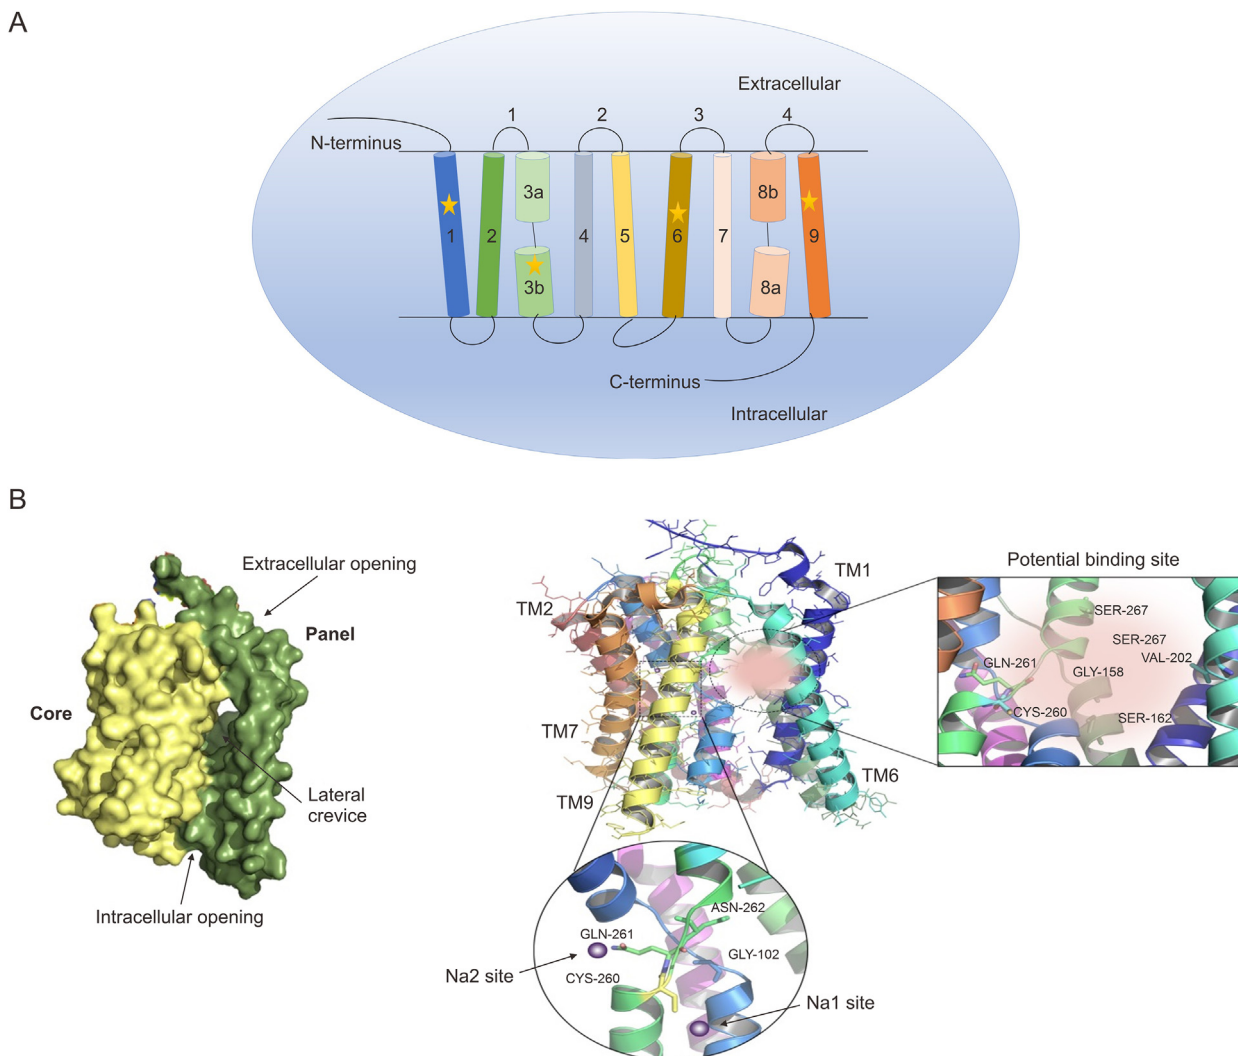 A
Extracellular
1
2
3
4
N-terminus
3a
8b
1
2
4
5
6
7
9
3b
8a
C-terminus
Intracellular
B
Extracellular opening
Panel
Core
Lateral
crevice
Intracellular opening
TM1
TM2
TM7
TM9
TM6
Potential binding site
SER-267
SER-267
VAL-202
GLN-261
GLY-158
CYS-260
SER-162
ASN-262
GLN-261
GLY-102
Na2 site
CYS-260
Na1 site